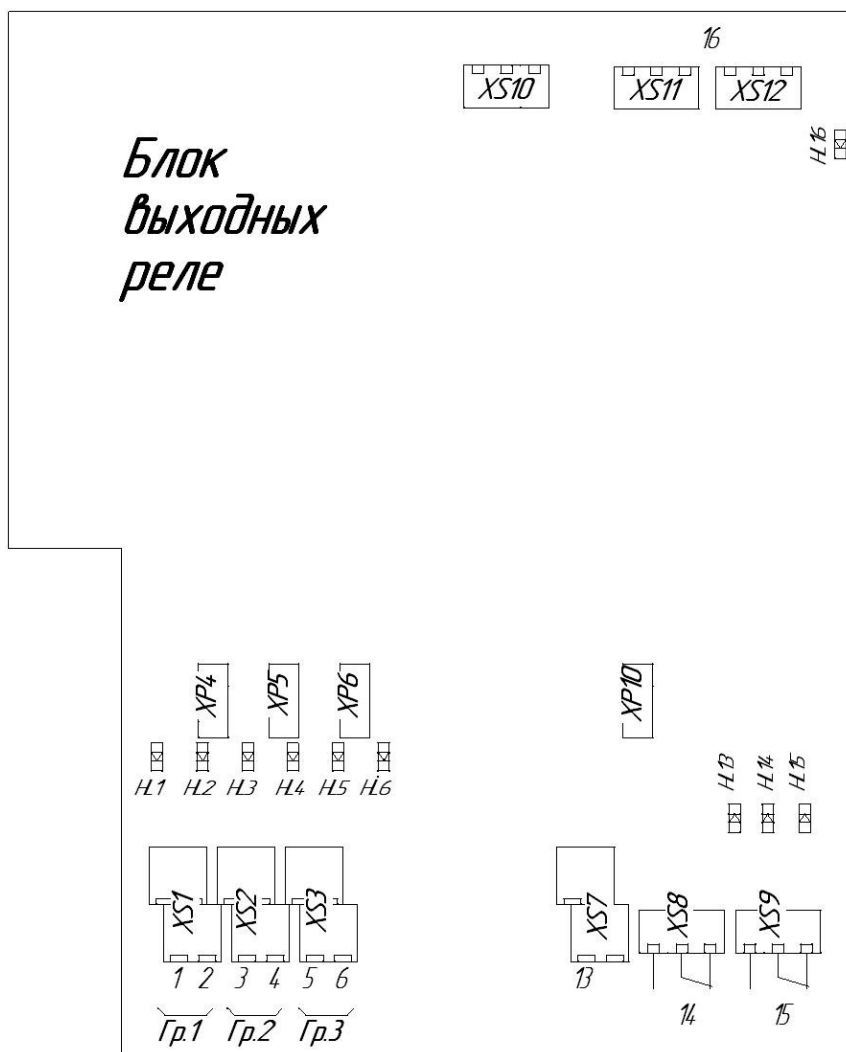 16
XS10 XS11 XS12
HL16
Блок
выходных
реле
XP4 XP5 XP6 XP10
HL13 HL14 HL15
HL1 HL2 HL3 HL4 HL5 HL6
XS1 XS2 XS3 XS7 XS8 XS9
1 2 3 4 5 6 13
14 15
Гр.1 Гр.2 Гр.3